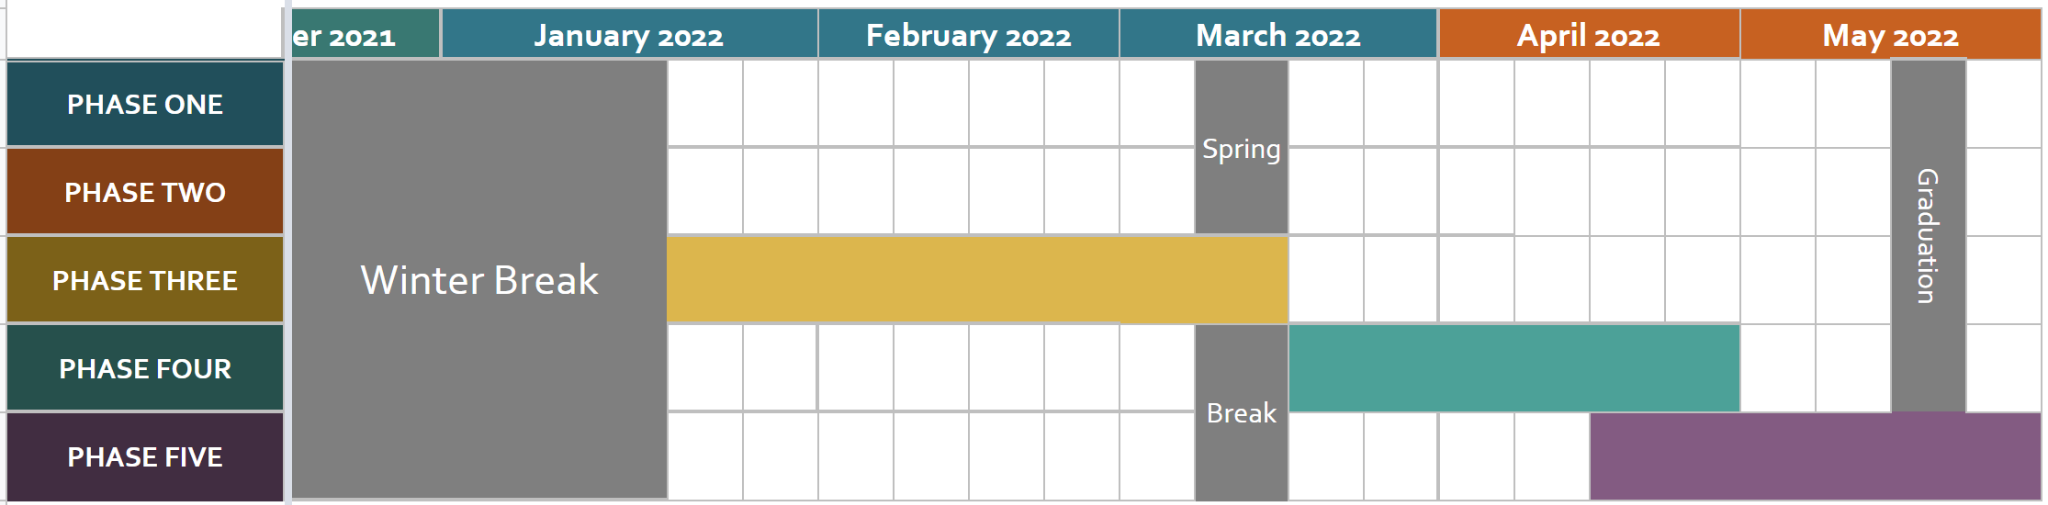 er 2021
January 2022
February 2022
March 2022
April 2022
May 2022
PHASE ONE
PHASE TWO
PHASE THREE
PHASE FOUR
PHASE FIVE
Winter Break
Spring
Break
Graduation